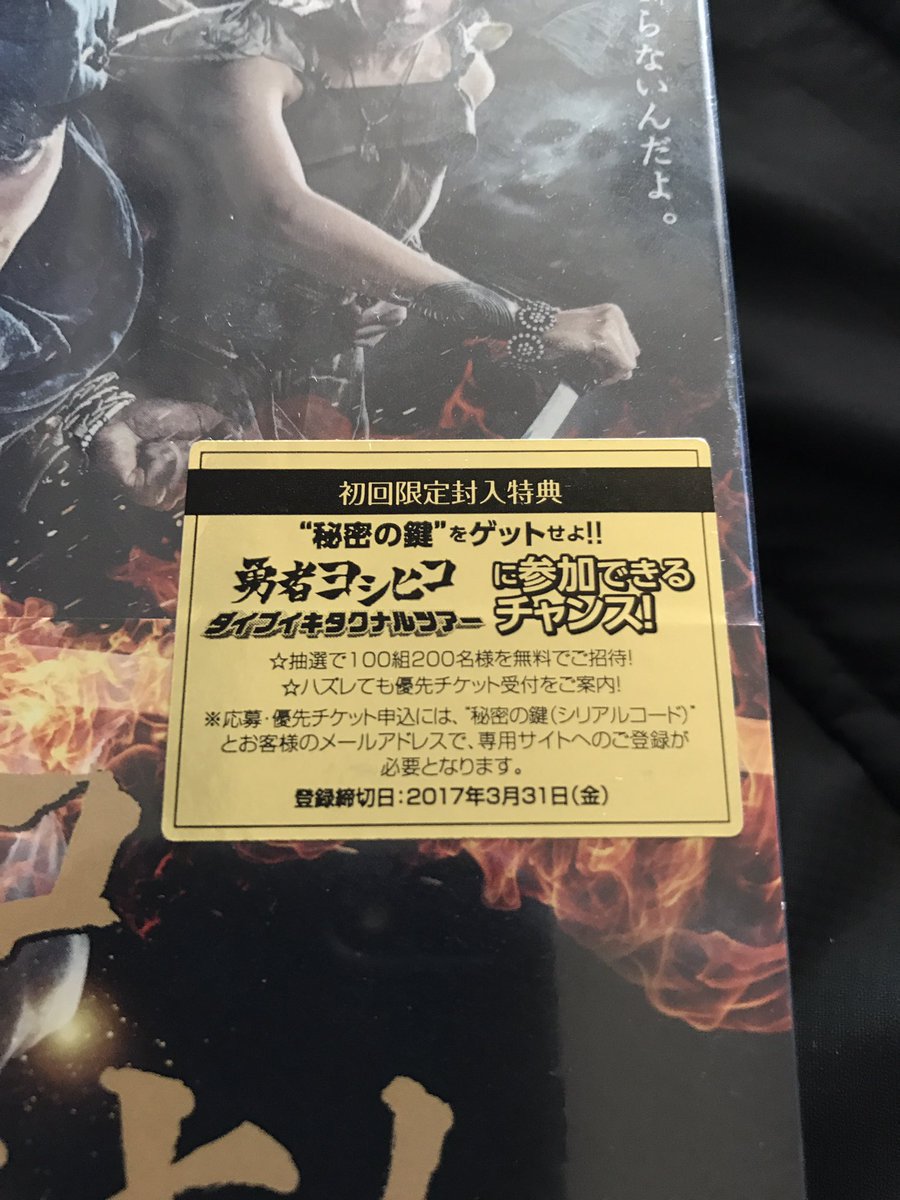 らないんだよ。
初回限定封入特典
“秘密の鍵”をゲットせよ!!
勇者ヨシヒコ
ダイブイキタクナルツアー
に参加できる
チャンス!
☆抽選で100組200名様を無料でご招待!
☆ハズレても優先チケット受付をご案内!
※応募・優先チケット申込には、“秘密の鍵(シリアルコード)”
とお客様のメールアドレスで、専用サイトへのご登録が
必要となります。
登録締切日:2017年3月31日(金)